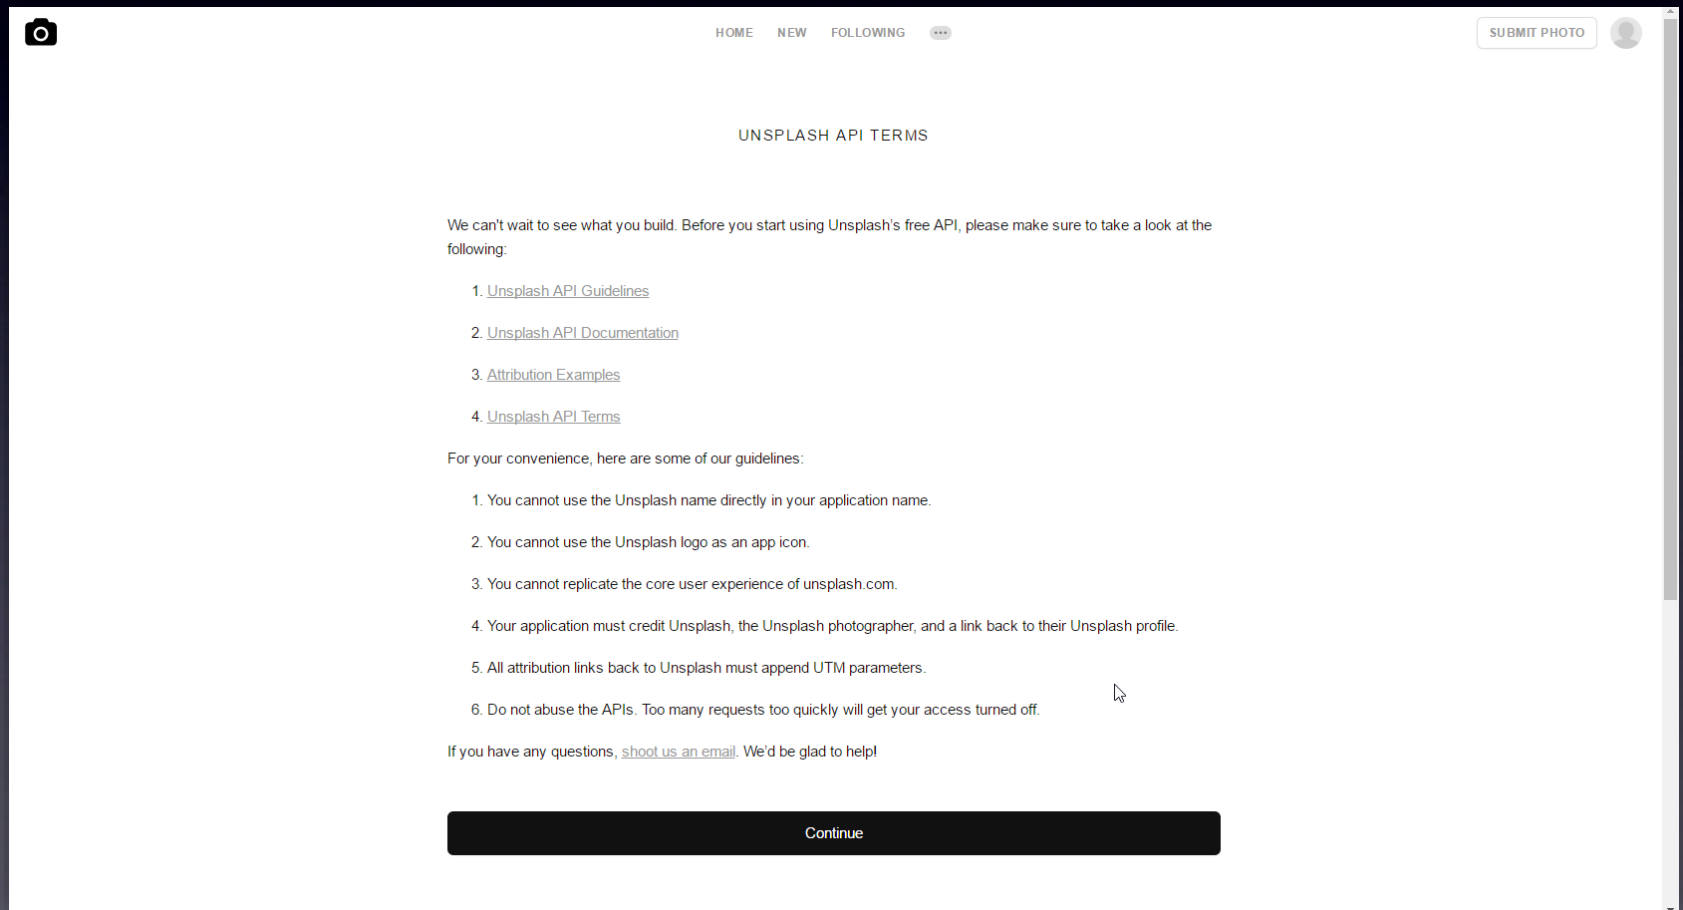 HOME NEW FOLLOWING
SUBMIT PHOTO
UNSPLASH API TERMS
We can't wait to see what you build. Before you start using Unsplash’s free API, please make sure to take a look at the
following:
1. Unsplash API Guidelines
2. Unsplash API Documentation
3. Attribution Examples
4. Unsplash API Terms
For your convenience, here are some of our guidelines:
1. You cannot use the Unsplash name directly in your application name.
2. You cannot use the Unsplash logo as an app icon.
3. You cannot replicate the core user experience of unsplash.com.
4. Your application must credit Unsplash, the Unsplash photographer, and a link back to their Unsplash profile.
5. All attribution links back to Unsplash must append UTM parameters.
6. Do not abuse the APIs. Too many requests too quickly will get your access turned off.
If you have any questions, shoot us an email. We’d be glad to help!
Continue